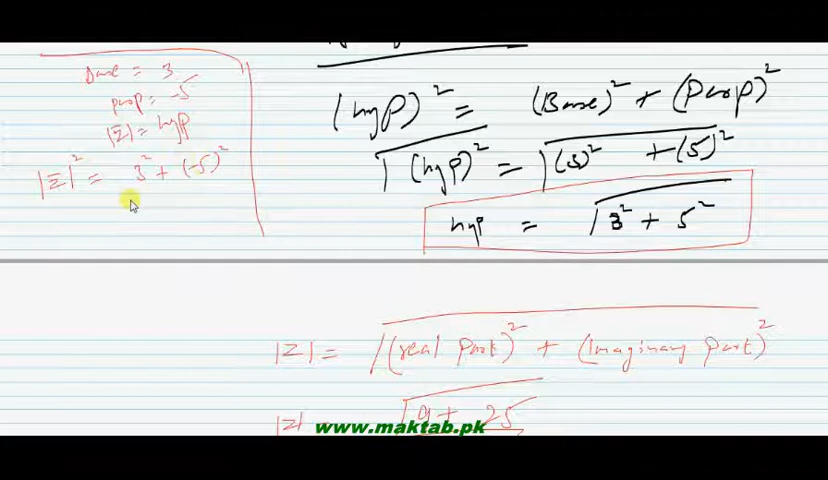 Base = 3
perp = -5
|z̄| = hyp
|z̄|² = 3² + (-5)²
(hyp)² = (Base)² + (Perp)²
√(hyp)² = √(3)² + (5)²
hyp = √3² + 5²
|z| = √(real part)² + (imaginary part)²
|z| √9 + 25
www.maktab.pk